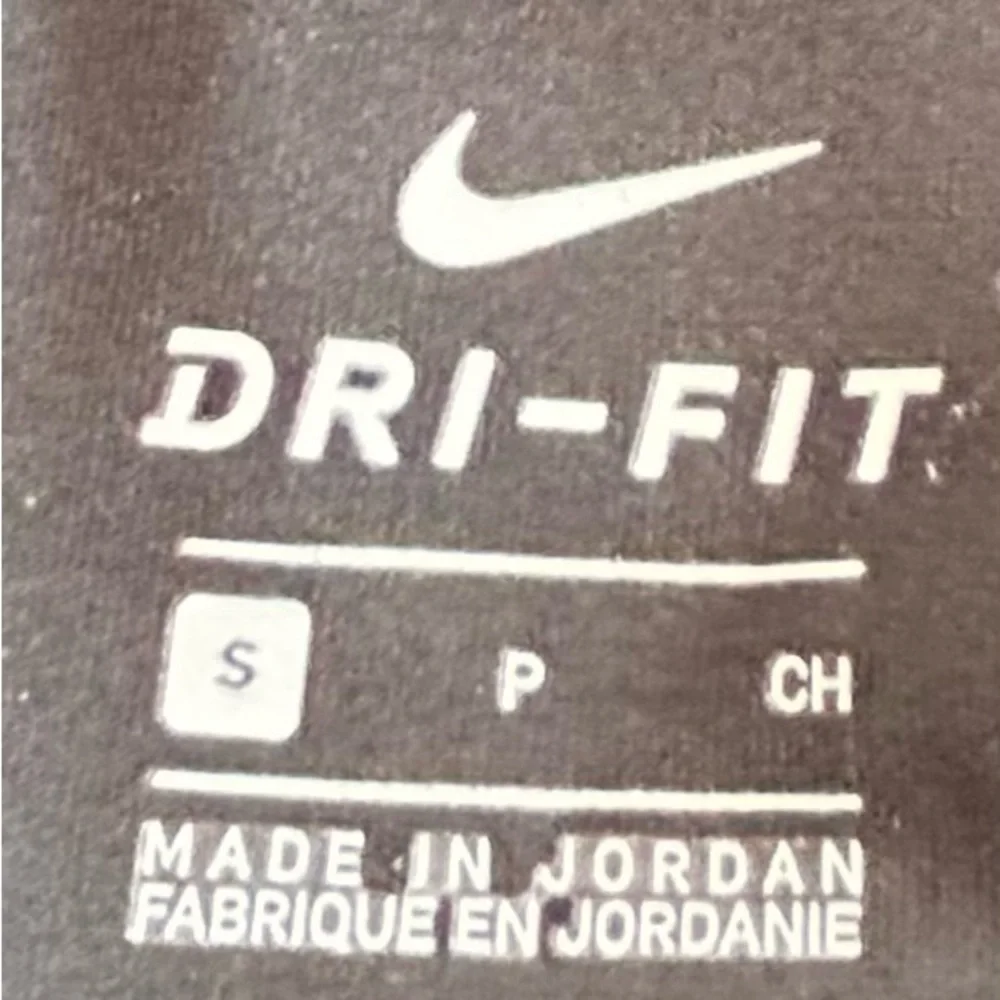 DRI-FIT
S P CH
MADE IN JORDAN
FABRIQUE EN JORDANIE